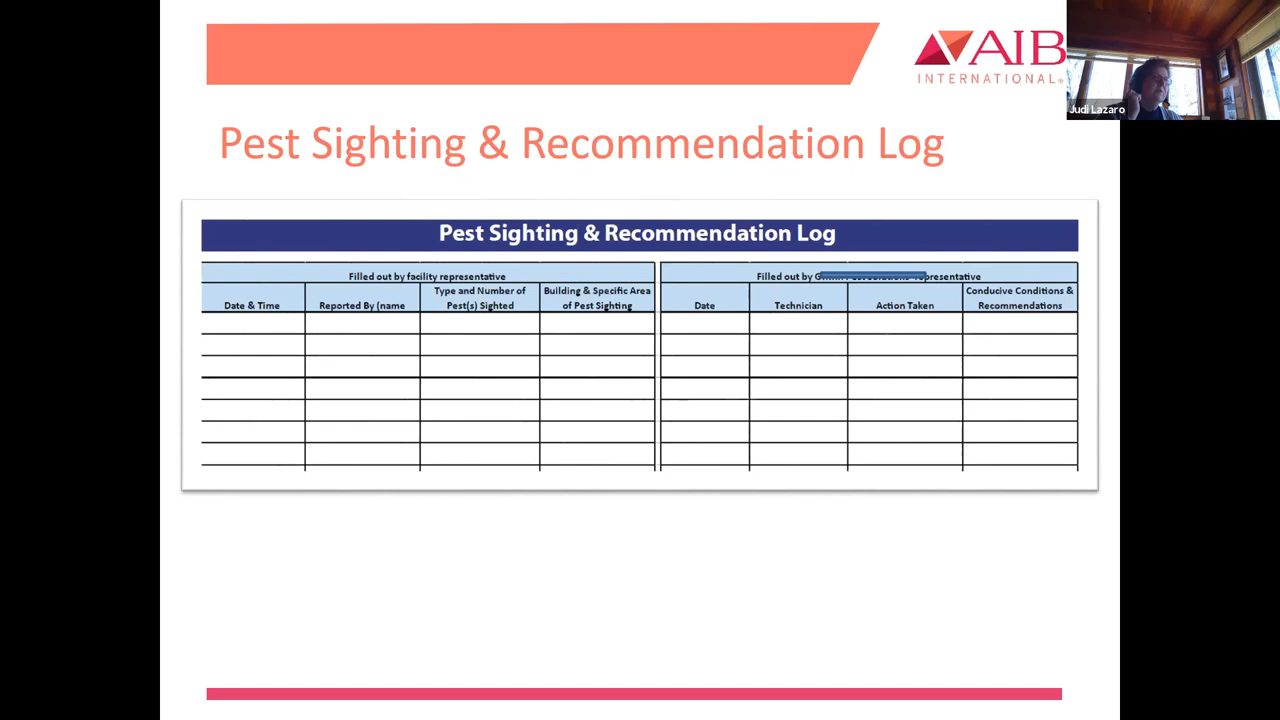 AIB
INTERNATIONAL®
Judi Lazaro
Pest Sighting & Recommendation Log
Pest Sighting & Recommendation Log
Filled out by facility representative
Filled out by representative
Date & Time
Reported By (name
Type and Number of
Pest(s) Sighted
Building & Specific Area
of Pest Sighting
Date
Technician
Action Taken
Conducive Conditions &
Recommendations